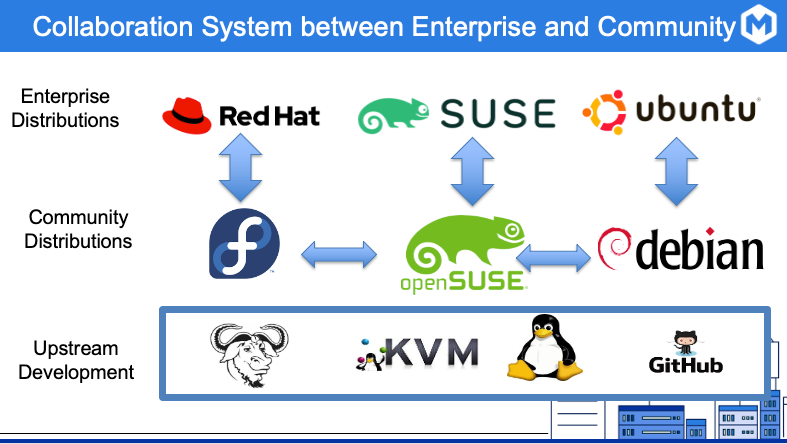 Collaboration System between Enterprise and Community
M
Enterprise
Distributions
Red Hat
SUSE
ubuntu®
Community
Distributions
f
™
openSUSE
debian
Upstream
Development
KVM
GitHub